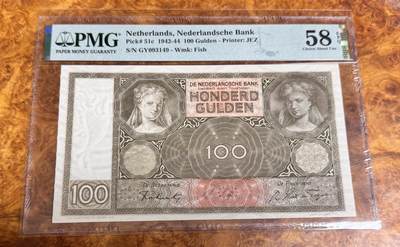 PMG
PAPER MONEY GUARANTY
Netherlands, Nederlandsche Bank
Pick# 51c 1942-44 100 Gulden - Printer: JEZ
S/N GY093149 - Wmk: Fish
58
Choice About Unc
DE NEDERLANDSCHE BANK
HONDERD
GULDEN
100
100